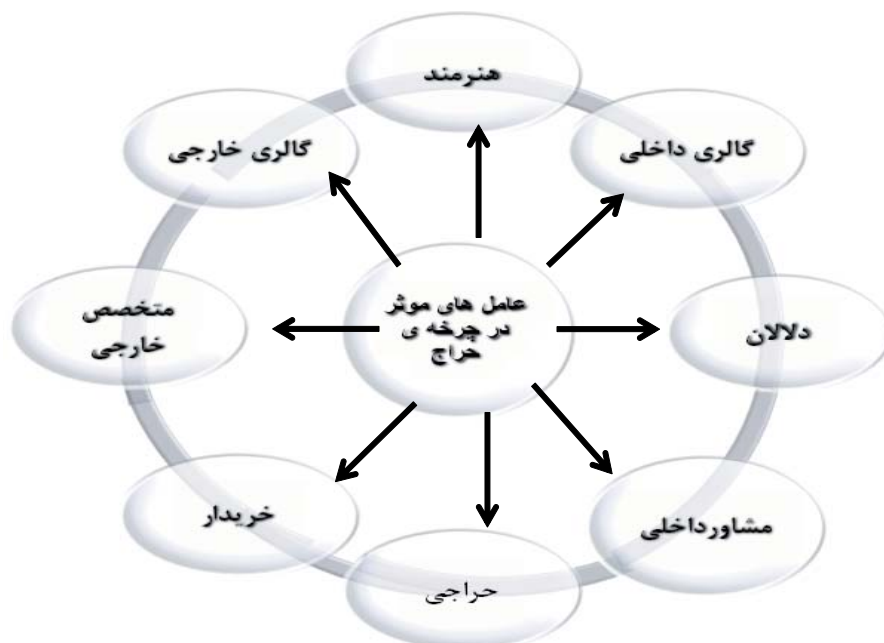 هنرمند
گالری داخلی
گالری خارجی
عامل های موثر
در چرخه ی
حراج
دلالان
متخصص
خارجی
مشاورداخلی
خریدار
حراجی